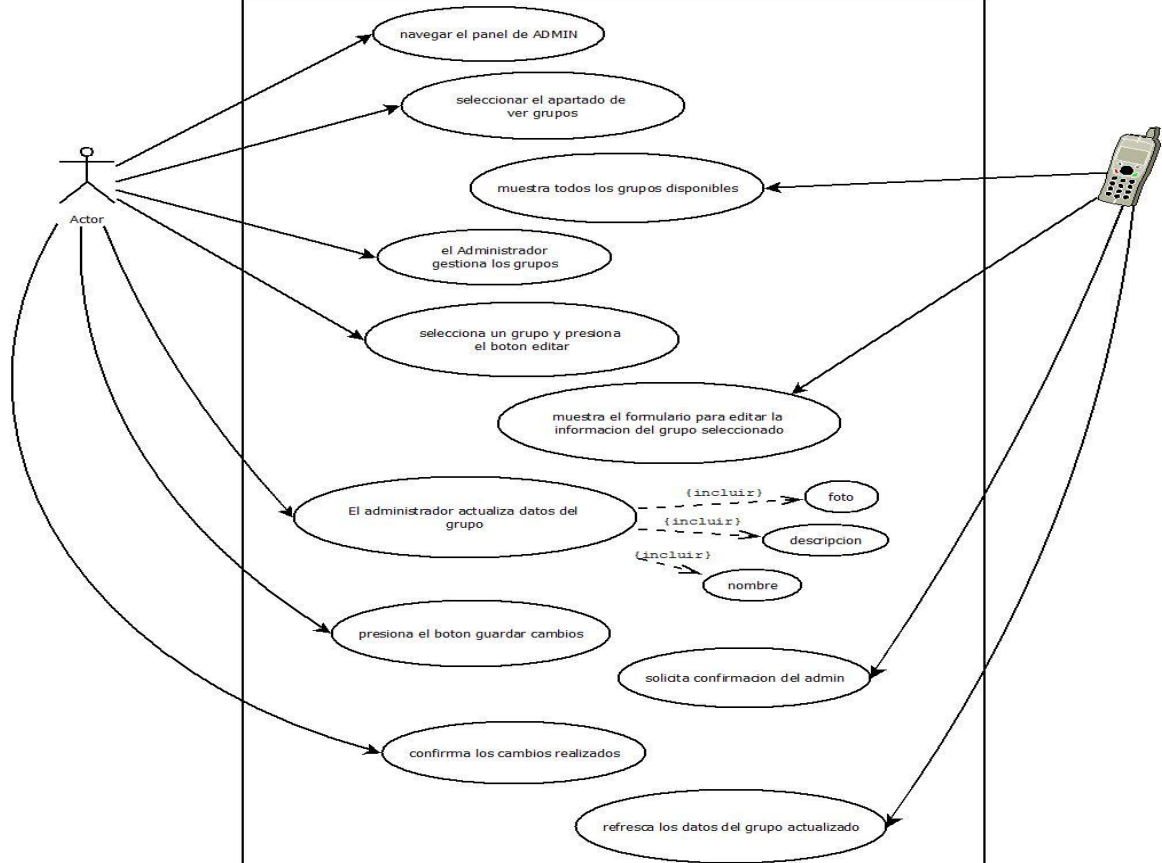 navegar el panel de ADMIN
seleccionar el apartado de
ver grupos
muestra todos los grupos disponibles
Actor
el Administrador
gestiona los grupos
selecciona un grupo y presiona
el boton editar
muestra el formulario para editar la
informacion del grupo seleccionado
El administrador actualiza datos del
grupo
{incluir}
foto
{incluir}
descripcion
{incluir}
nombre
presiona el boton guardar cambios
solicita confirmacion del admin
confirma los cambios realizados
refresca los datos del grupo actualizado